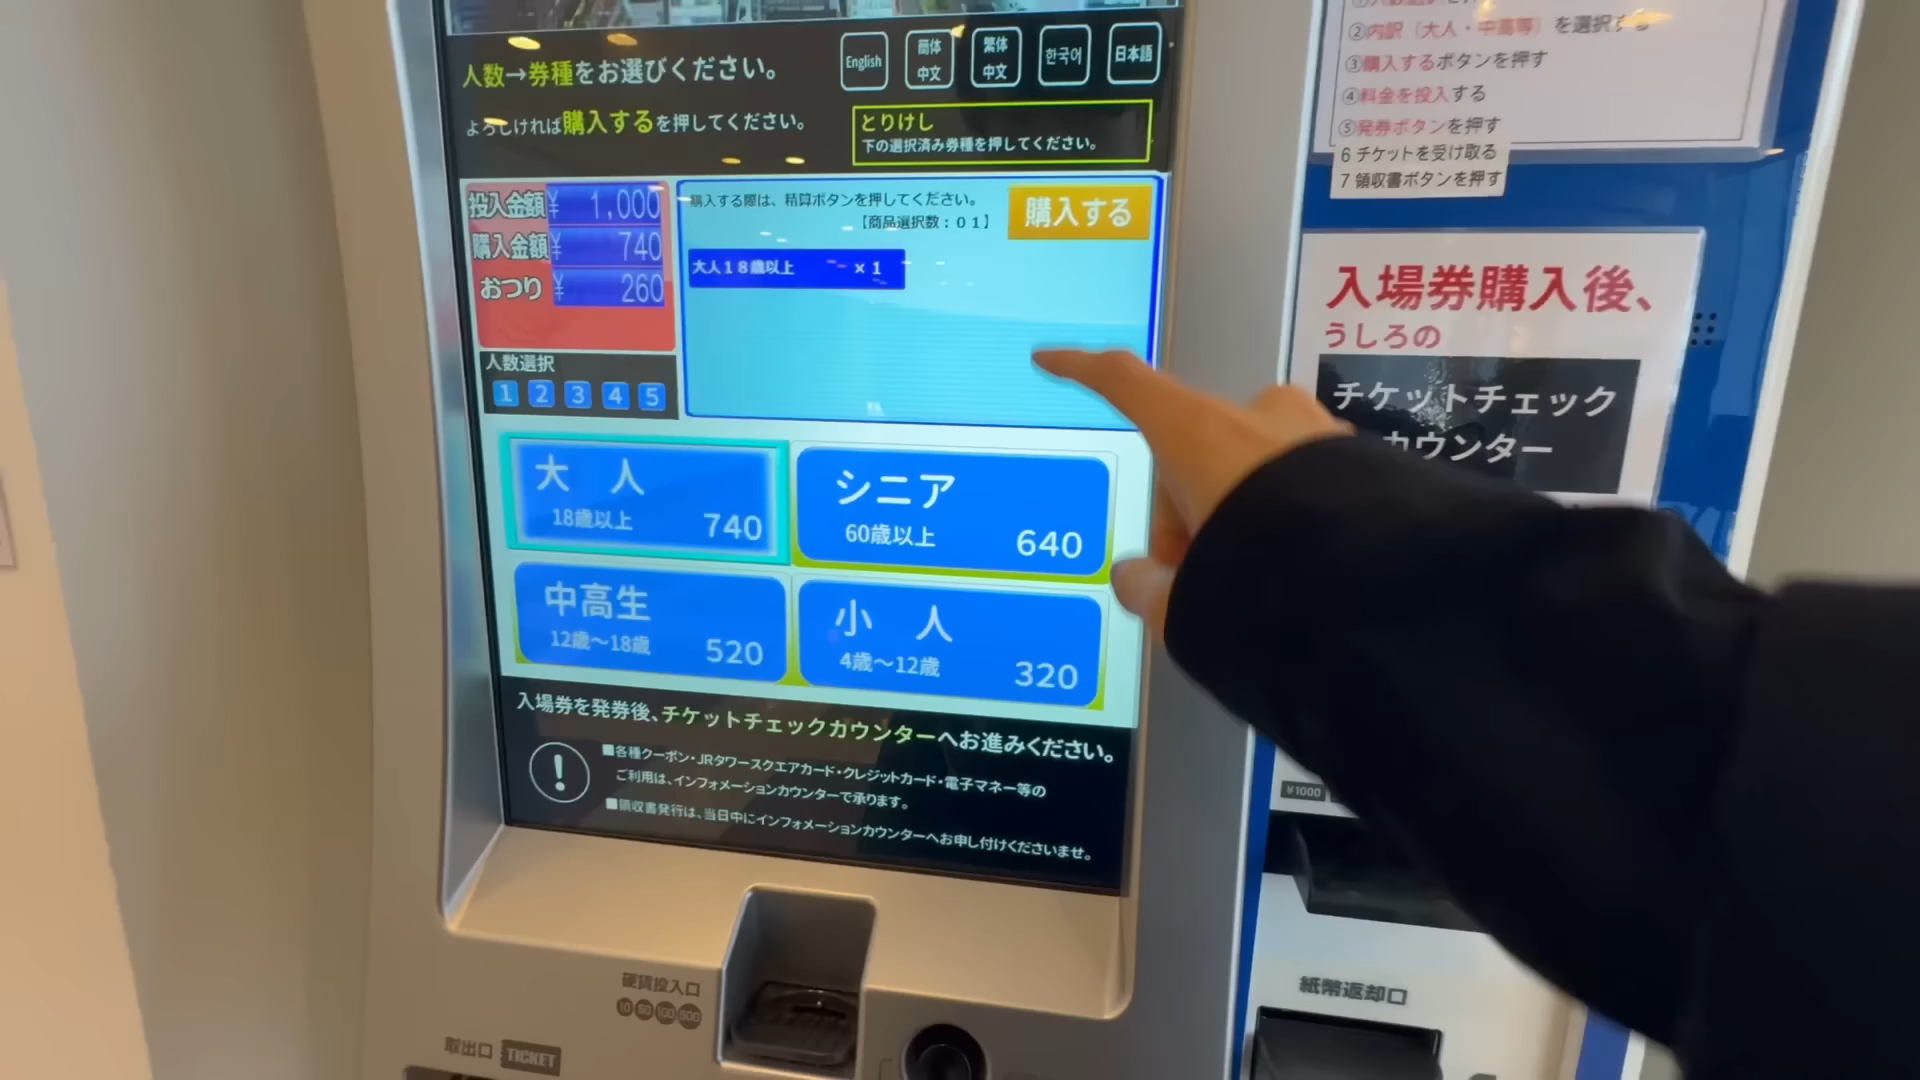 人数→券種をお選びください。
よろしければ購入するを押してください。
English
簡体
中文
繁体
中文
한국어
日本語
とりけし
下の選択済み券種を押してください。
投入金額 ¥ 1,000
購入金額 ¥ 740
おつり ¥ 260
購入する際は、精算ボタンを押してください。
【商品選択数:01】
購入する
大人18歳以上 ×1
人数選択
1 2 3 4 5
大 人
18歳以上 740
シニア
60歳以上 640
中高生
12歳〜18歳 520
小 人
4歳〜12歳 320
入場券を発券後、チケットチェックカウンターへお進みください。
■各種クーポン・JRタワースクエアカード・クレジットカード・電子マネー等の
ご利用は、インフォメーションカウンターで承ります。
■領収書発行は、当日中にインフォメーションカウンターへお申し付けくださいませ。
硬貨投入口
10 50 100 500
取出口 TICKET
②内訳(大人・中高等)を選択する
③購入するボタンを押す
④料金を投入する
⑤発券ボタンを押す
6 チケットを受け取る
7 領収書ボタンを押す
入場券購入後、
うしろの
チケットチェック
カウンター
¥1000
紙幣返却口